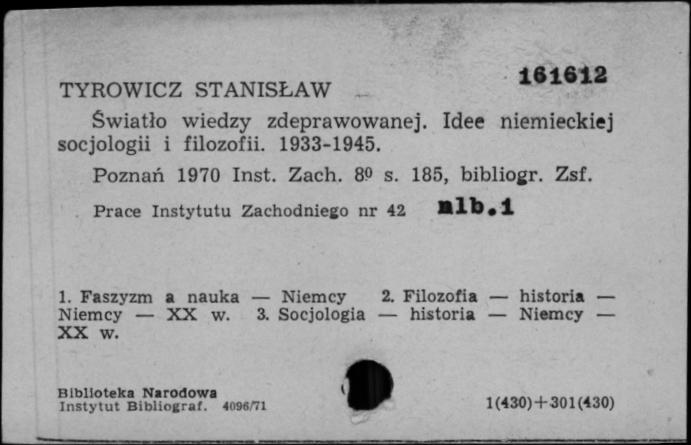 161612
TYROWICZ STANISŁAW
Światło wiedzy zdeprawowanej. Idee niemieckiej
socjologii i filozofii. 1933-1945.
Poznań 1970 Inst. Zach. 8º s. 185, bibliogr. Zsf.
Prace Instytutu Zachodniego nr 42 nlb.1
1. Faszyzm a nauka — Niemcy 2. Filozofia — historia —
Niemcy — XX w. 3. Socjologia — historia — Niemcy —
XX w.
Biblioteka Narodowa
Instytut Bibliograf. 4096/71
1(430)+301(430)